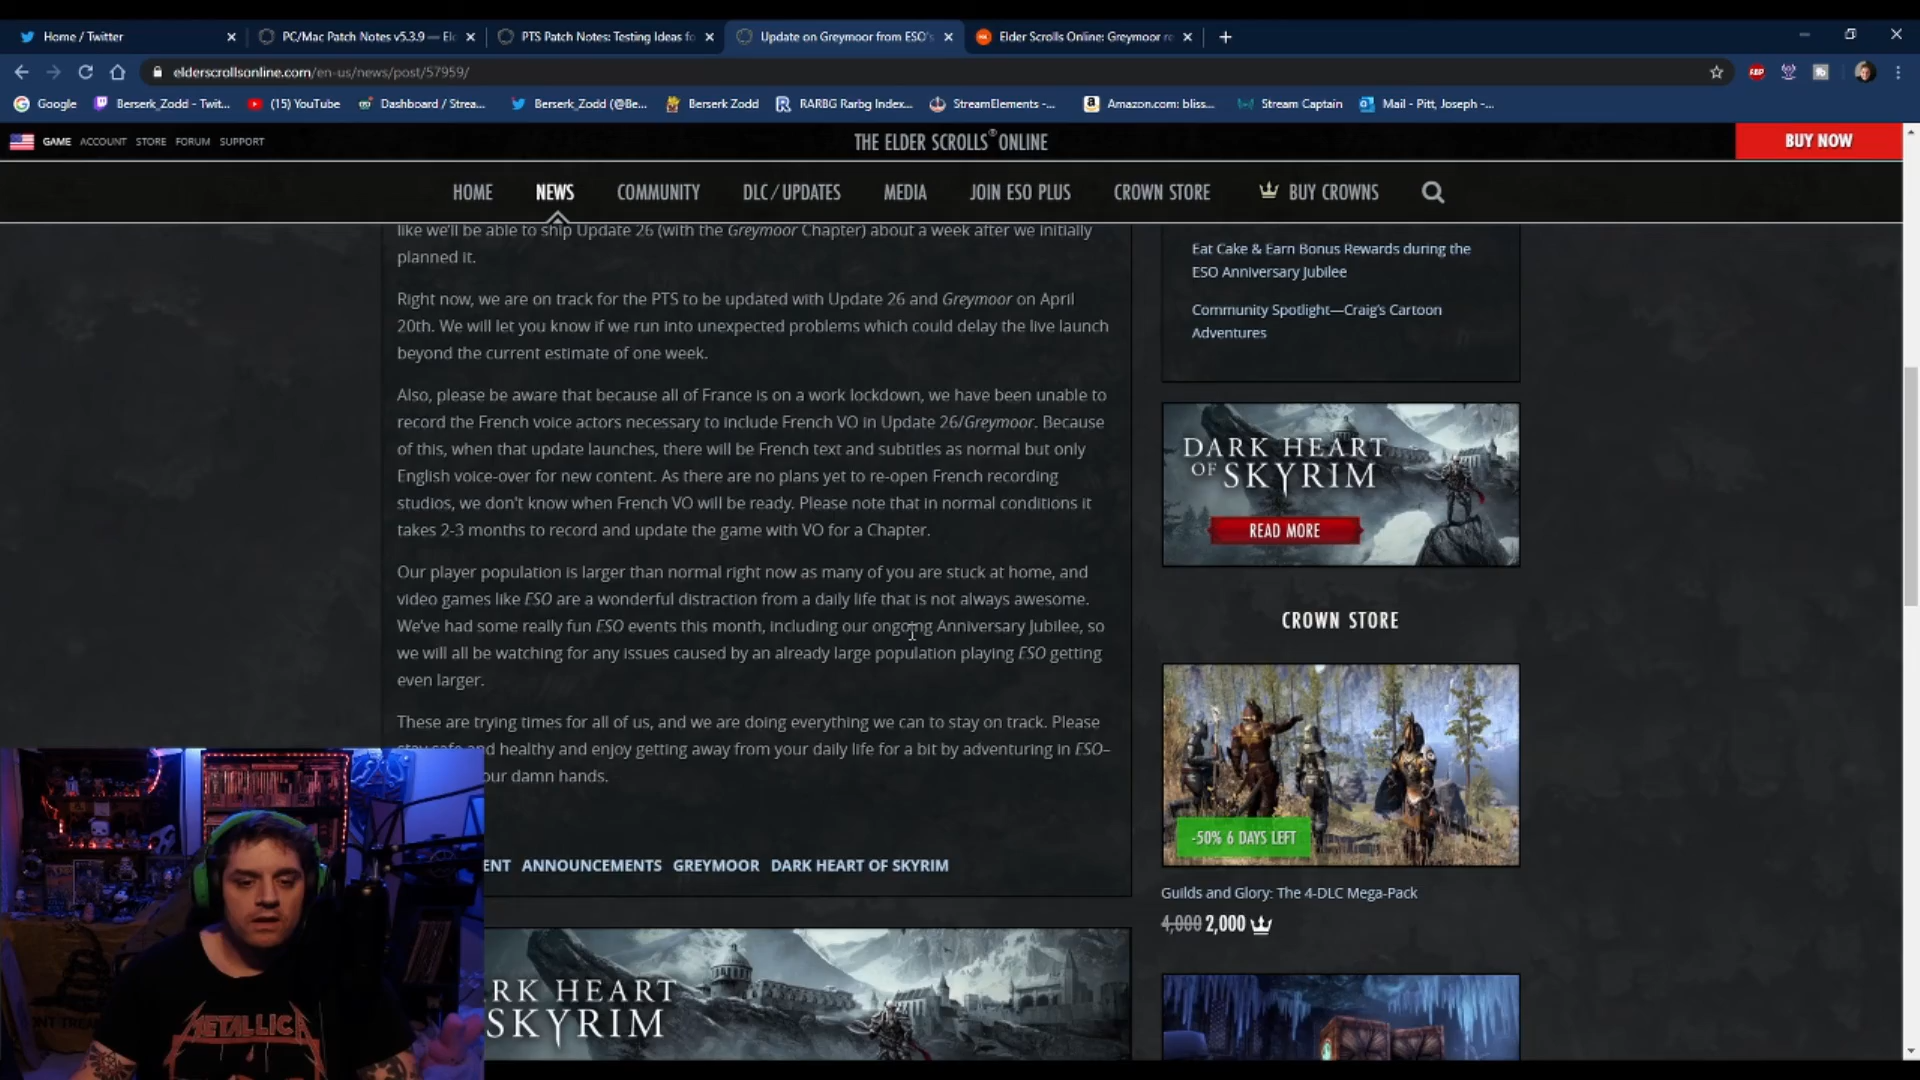 Home / Twitter
PC/Mac Patch Notes v5.3.9 — El
PTS Patch Notes: Testing Ideas fo
Update on Greymoor from ESO's
Elder Scrolls Online: Greymoor re
elderscrollsonline.com/en-us/news/post/57959/
ABP
Google
Berserk_Zodd - Twit...
(15) YouTube
Dashboard / Strea...
Berserk_Zodd (@Be...
Berserk Zodd
RARBG Rarbg Index...
StreamElements -...
Amazon.com: bliss...
Stream Captain
Mail - Pitt, Joseph -...
GAME ACCOUNT STORE FORUM SUPPORT
THE ELDER SCROLLS® ONLINE
BUY NOW
HOME NEWS COMMUNITY DLC / UPDATES MEDIA JOIN ESO PLUS CROWN STORE BUY CROWNS
like we'll be able to ship Update 26 (with the Greymoor Chapter) about a week after we initially
planned it.
Right now, we are on track for the PTS to be updated with Update 26 and Greymoor on April
20th. We will let you know if we run into unexpected problems which could delay the live launch
beyond the current estimate of one week.
Also, please be aware that because all of France is on a work lockdown, we have been unable to
record the French voice actors necessary to include French VO in Update 26/Greymoor. Because
of this, when that update launches, there will be French text and subtitles as normal but only
English voice-over for new content. As there are no plans yet to re-open French recording
studios, we don't know when French VO will be ready. Please note that in normal conditions it
takes 2-3 months to record and update the game with VO for a Chapter.
Our player population is larger than normal right now as many of you are stuck at home, and
video games like ESO are a wonderful distraction from a daily life that is not always awesome.
We've had some really fun ESO events this month, including our ongoing Anniversary Jubilee, so
we will all be watching for any issues caused by an already large population playing ESO getting
even larger.
These are trying times for all of us, and we are doing everything we can to stay on track. Please
stay safe and healthy and enjoy getting away from your daily life for a bit by adventuring in ESO–
our damn hands.
ENT ANNOUNCEMENTS GREYMOOR DARK HEART OF SKYRIM
RK HEART
SKYRIM
Eat Cake & Earn Bonus Rewards during the
ESO Anniversary Jubilee
Community Spotlight—Craig's Cartoon
Adventures
DARK HEART
OF SKYRIM
READ MORE
CROWN STORE
-50% 6 DAYS LEFT
Guilds and Glory: The 4-DLC Mega-Pack
4,000 2,000
METALLICA